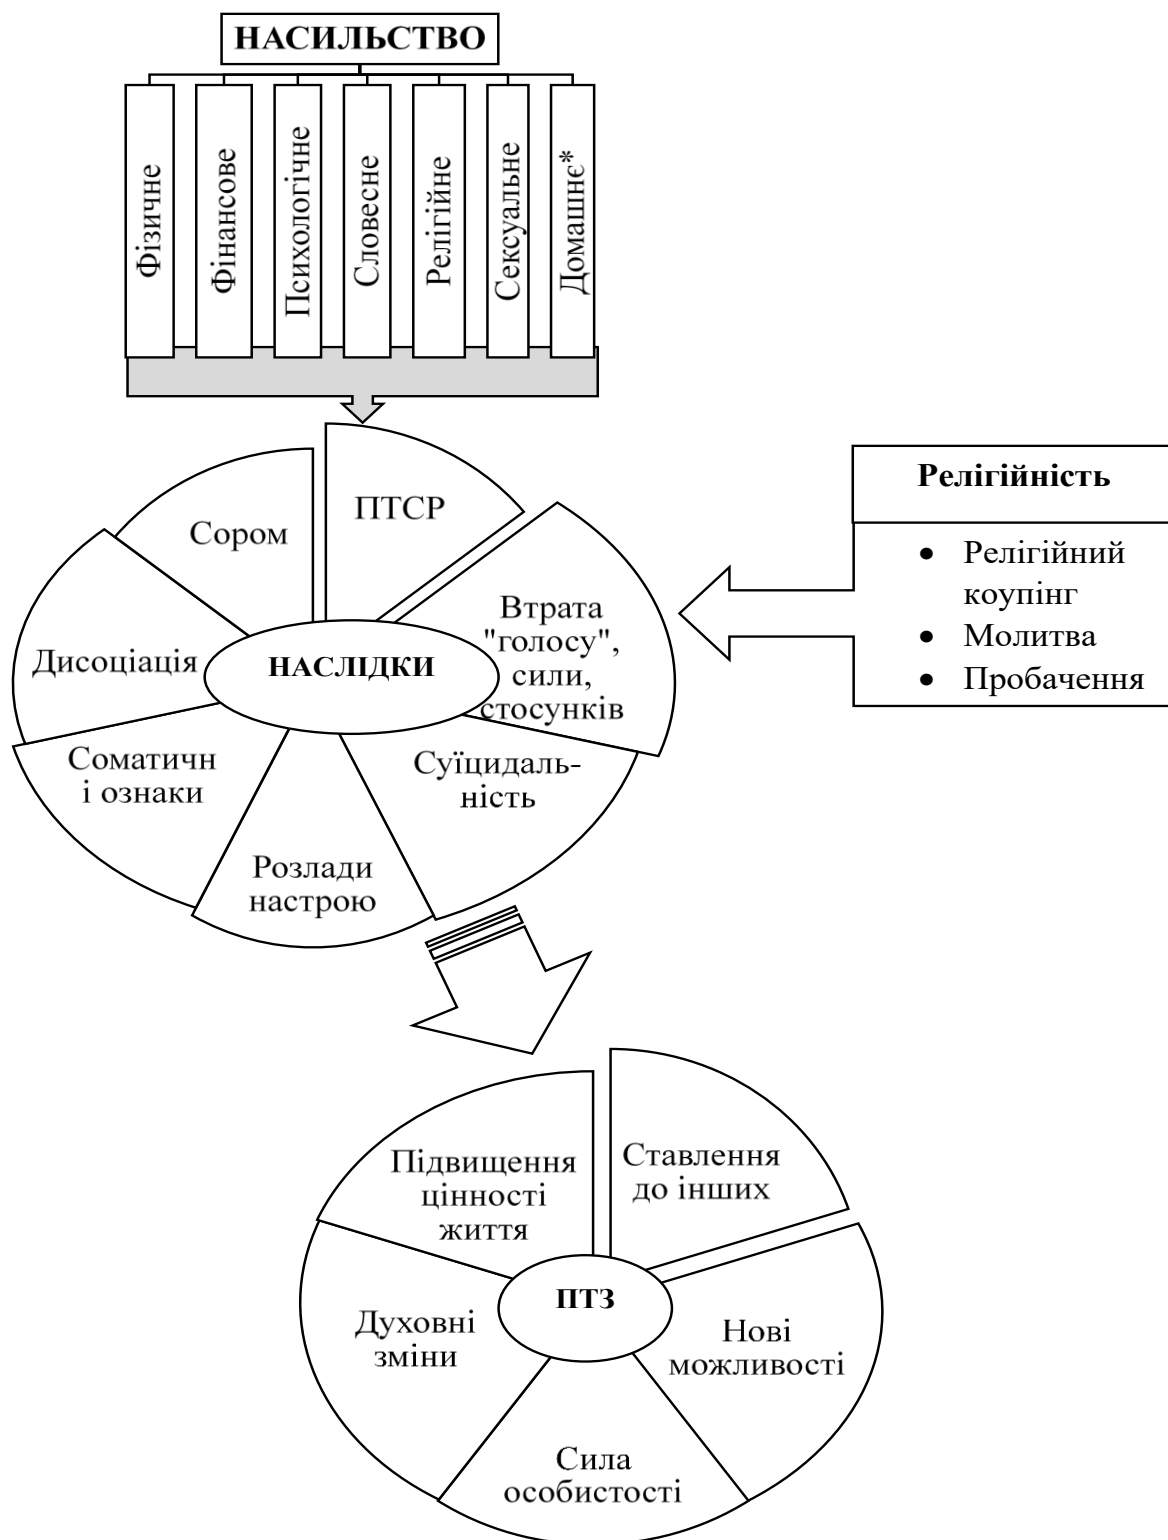 НАСИЛЬСТВО
Фізичне
Фінансове
Психологічне
Словесне
Релігійне
Сексуальне
Домашнє*
ПТСР
Сором
Втрата
"голосу",
сили,
стосунків
Дисоціація
НАСЛІДКИ
Соматичн
і ознаки
Суїцидаль-
ність
Розлади
настрою
Релігійність
• Релігійний
коупінг
• Молитва
• Пробачення
Підвищення
цінності
життя
Ставлення
до інших
ПТЗ
Духовні
зміни
Нові
можливості
Сила
особистості